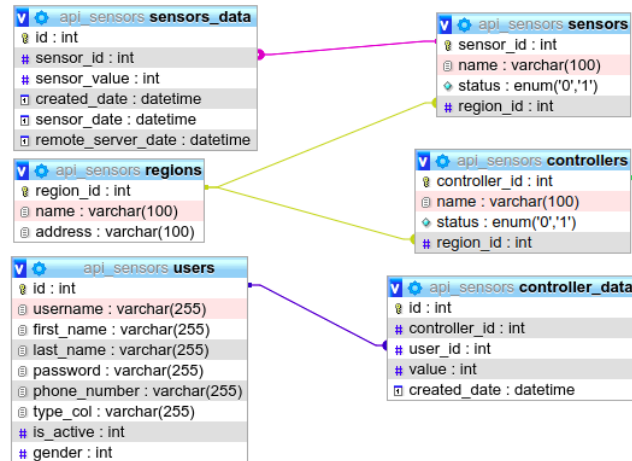 api_sensors sensors_data
id : int
sensor_id : int
sensor_value : int
created_date : datetime
sensor_date : datetime
remote_server_date : datetime
api_sensors regions
region_id : int
name : varchar(100)
address : varchar(100)
api_sensors users
id : int
username : varchar(255)
first_name : varchar(255)
last_name : varchar(255)
password : varchar(255)
phone_number : varchar(255)
type_col : varchar(255)
is_active : int
gender : int
api_sensors sensors
sensor_id : int
name : varchar(100)
status : enum('0','1')
region_id : int
api_sensors controllers
controller_id : int
name : varchar(100)
status : enum('0','1')
region_id : int
api_sensors controller_data
id : int
controller_id : int
user_id : int
value : int
created_date : datetime